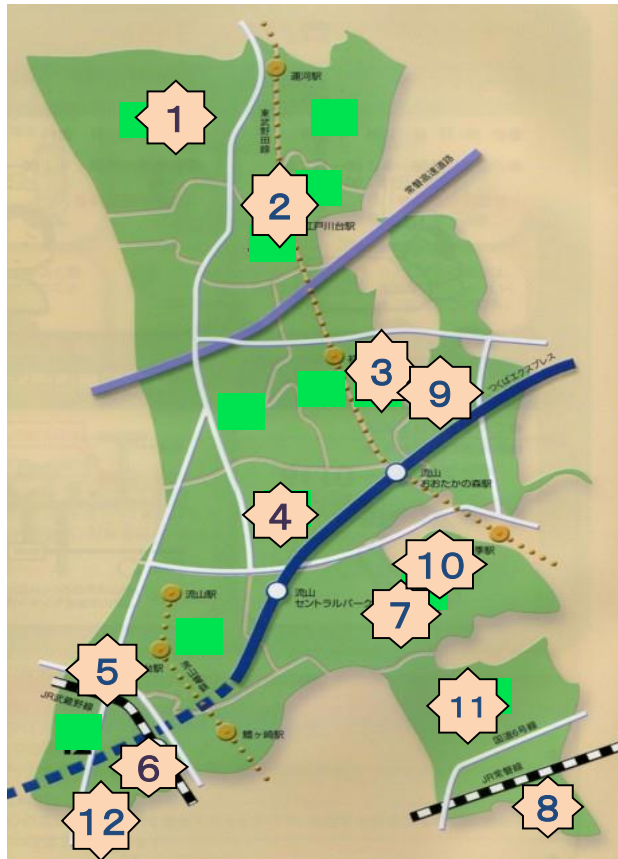 運河駅
1
東武野田線
2
常磐高速道路
江戸川台駅
3
9
つくばエクスプレス
流山
おおたかの森駅
4
10
季駅
流山
セントラルパーク
7
流山駅
5
駅
JR武蔵野線
11
国道6号線
鰭ヶ崎駅
6
JR常磐線
8
12